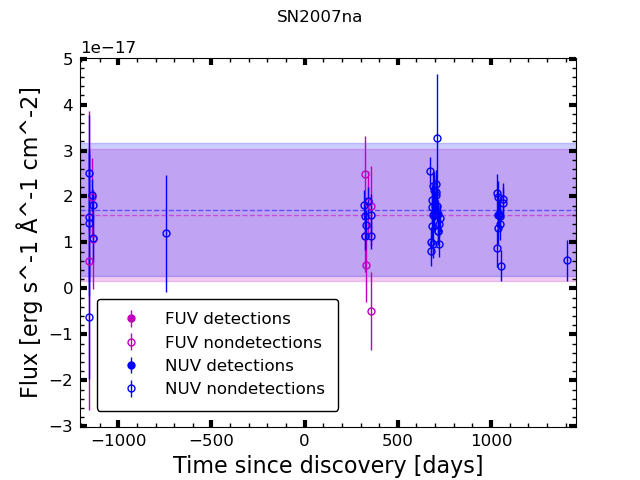 SN2007na
1e−17
5
4
3
2
1
0
−1
−2
−3
Flux [erg s^-1 Å^-1 cm^-2]
FUV detections
FUV nondetections
NUV detections
NUV nondetections
−1000 −500 0 500 1000
Time since discovery [days]